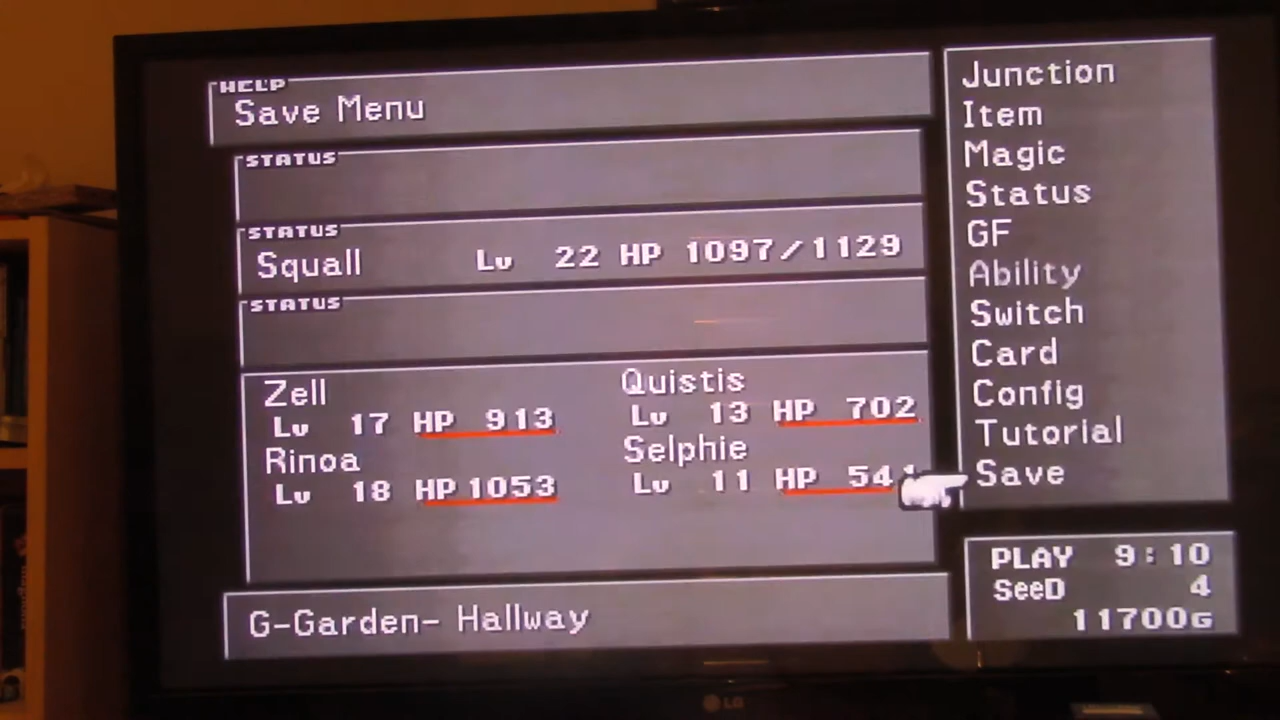 HELP
Save Menu
STATUS
STATUS
Squall Lv 22 HP 1097/1129
STATUS
Zell
Lv 17 HP 913
Rinoa
Lv 18 HP 1053
Quistis
Lv 13 HP 702
Selphie
Lv 11 HP 541
G-Garden- Hallway
Junction
Item
Magic
Status
GF
Ability
Switch
Card
Config
Tutorial
Save
PLAY 9:10
SeeD 4
11700G
LG